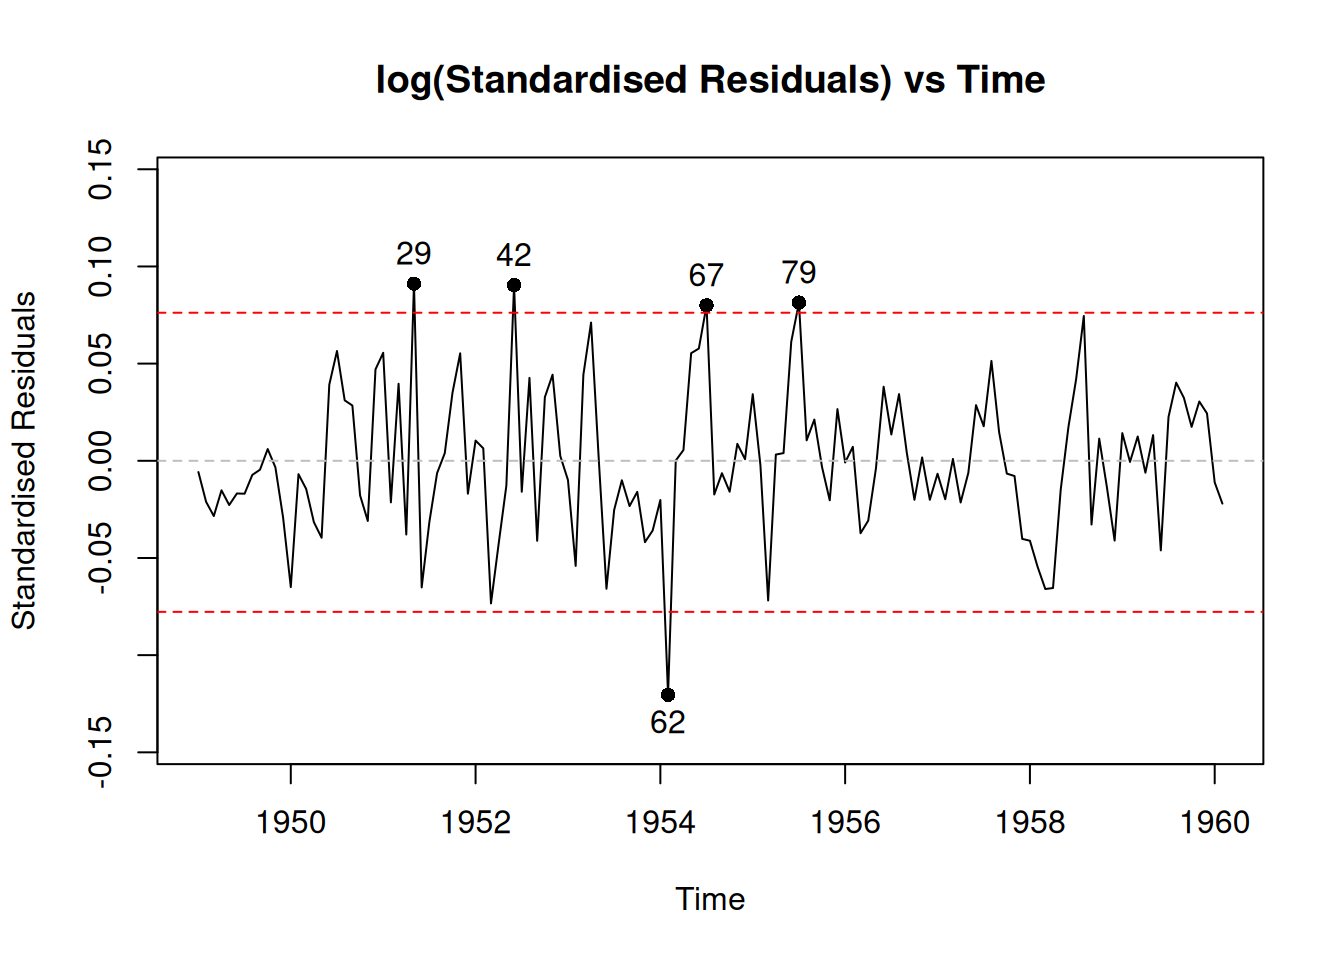 log(Standardised Residuals) vs Time
Standardised Residuals
0.15
0.10
0.05
0.00
-0.05
-0.15
29
42
67
79
62
1950 1952 1954 1956 1958 1960
Time